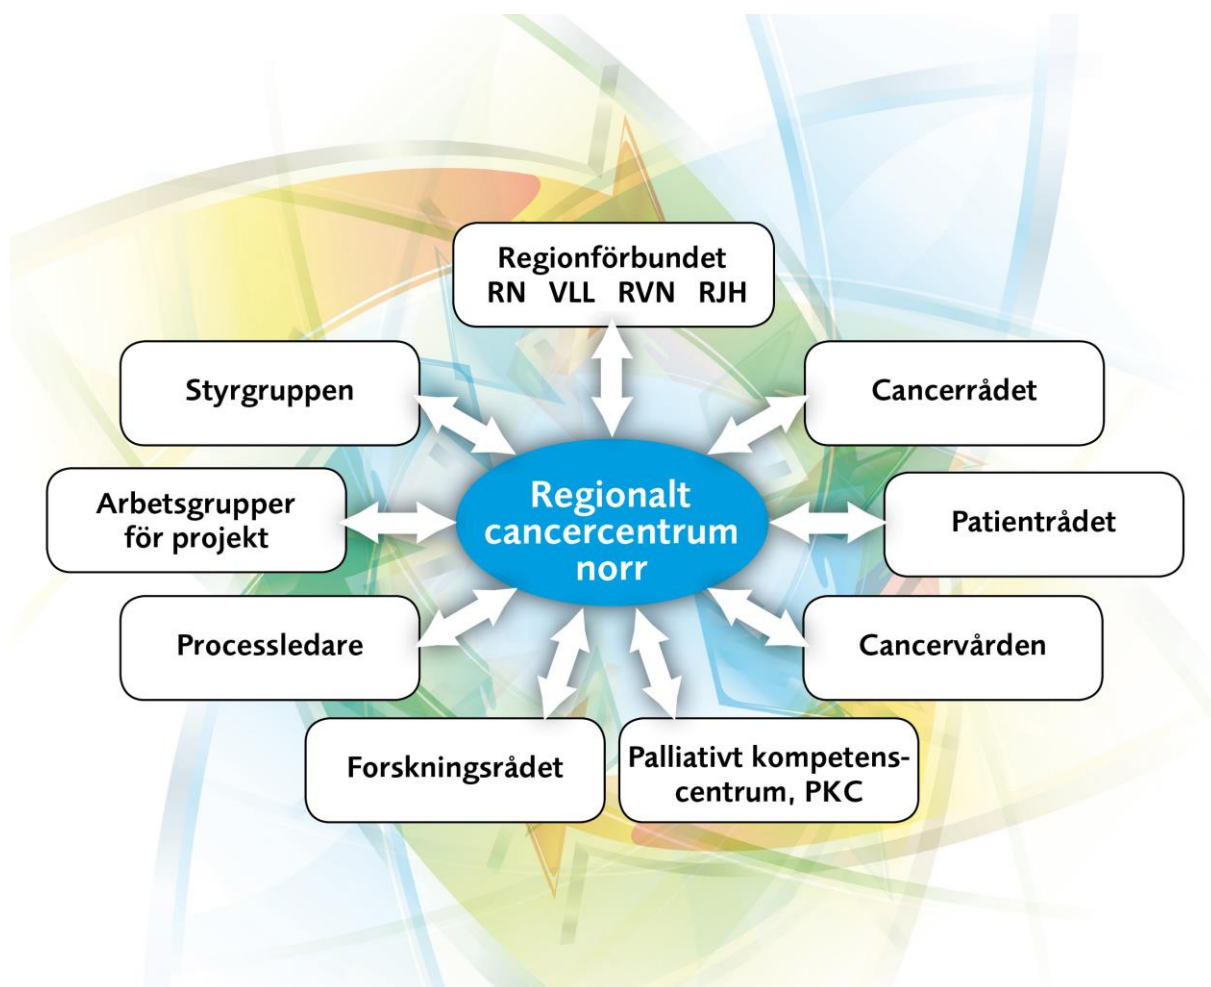 Regionförbundet
RN VLL RVN RJH
Styrgruppen
Cancerrådet
Arbetsgrupper
för projekt
Regionalt
cancercentrum
norr
Patientrådet
Processledare
Cancervården
Forskningsrådet
Palliativt kompetens-
centrum, PKC